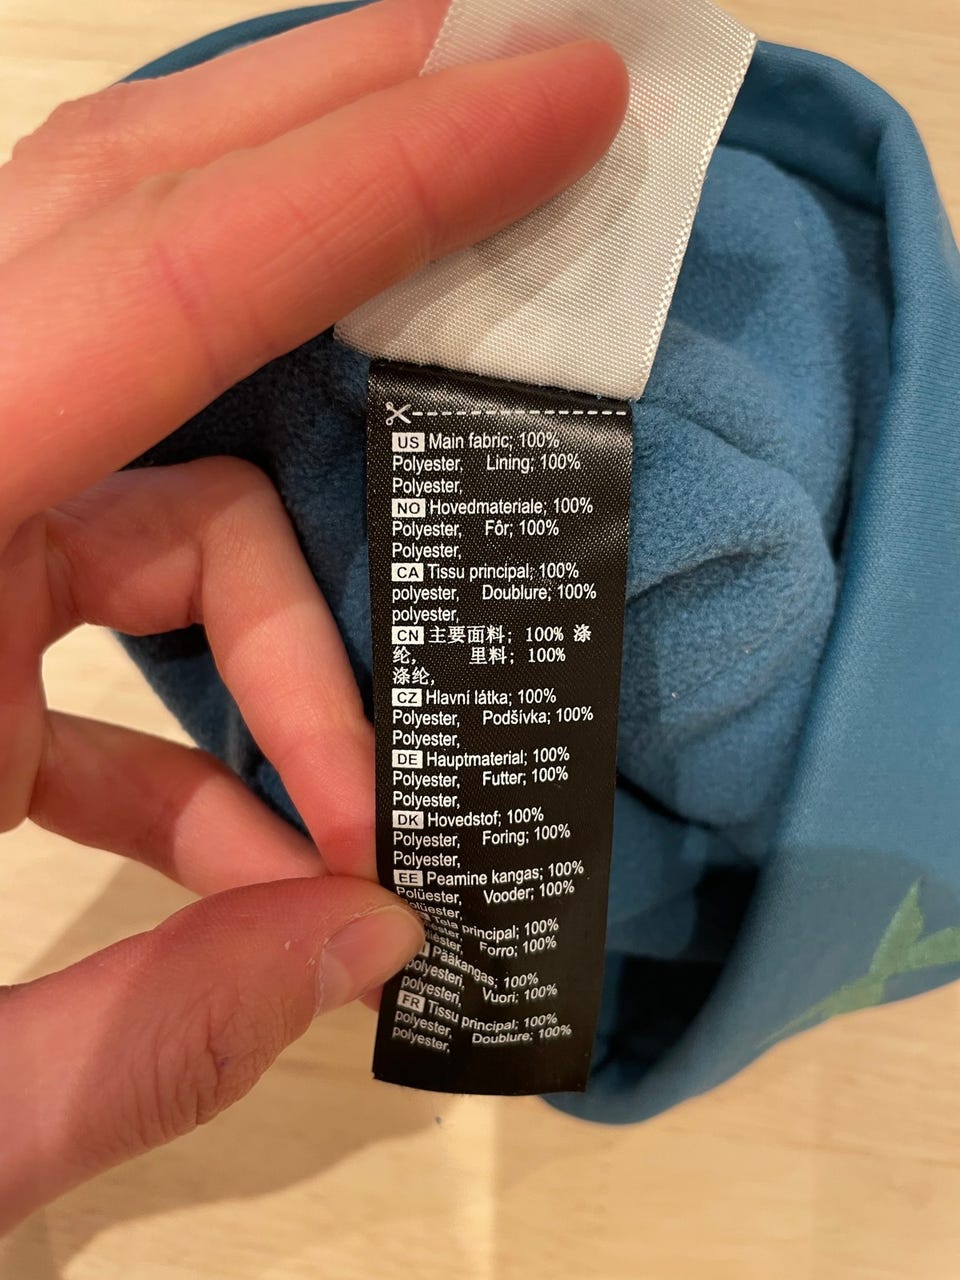 US Main fabric; 100%
Polyester, Lining; 100%
Polyester,
NO Hovedmateriale; 100%
Polyester, Fôr; 100%
Polyester,
CA Tissu principal; 100%
polyester, Doublure; 100%
polyester,
CN 主要面料; 100% 涤
纶, 里料; 100%
涤纶,
CZ Hlavní látka; 100%
Polyester, Podšívka; 100%
Polyester,
DE Hauptmaterial; 100%
Polyester, Futter; 100%
Polyester,
DK Hovedstof; 100%
Polyester, Foring; 100%
Polyester,
EE Peamine kangas; 100%
Polüester, Vooder; 100%
Tela principal; 100%
Forro; 100%
Pääkangas; 100%
polyesteri, Vuori; 100%
polyesteri,
FR Tissu principal; 100%
polyester, Doublure; 100%
polyester,